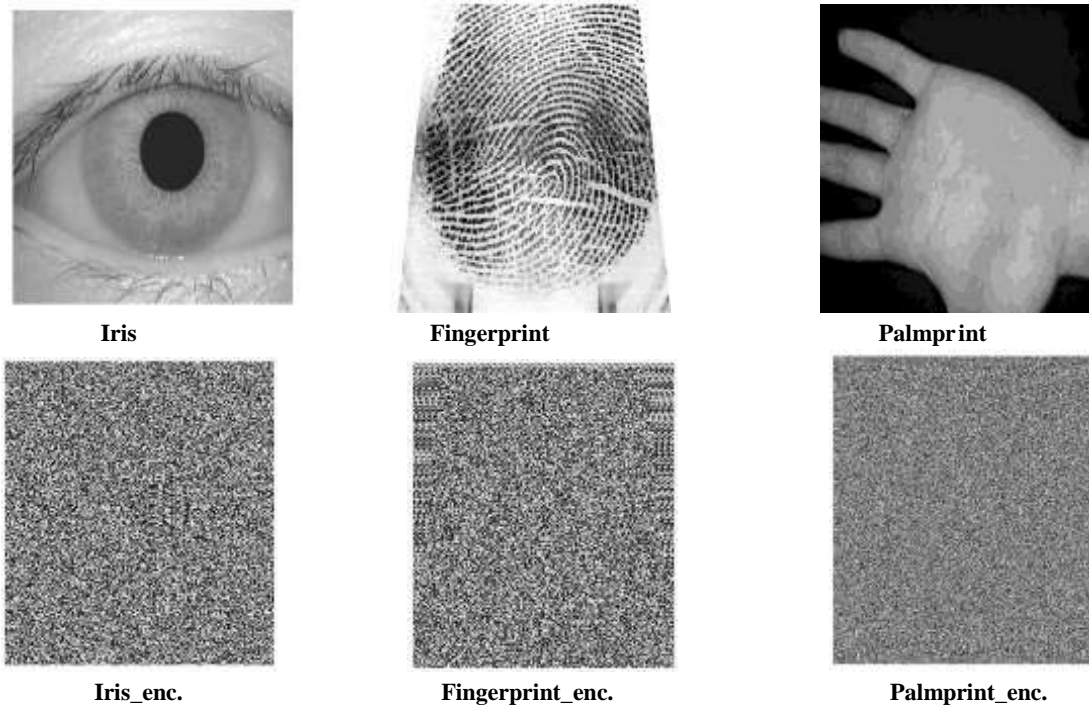 Iris
Fingerprint
Palmprint
Iris_enc.
Fingerprint_enc.
Palmprint_enc.